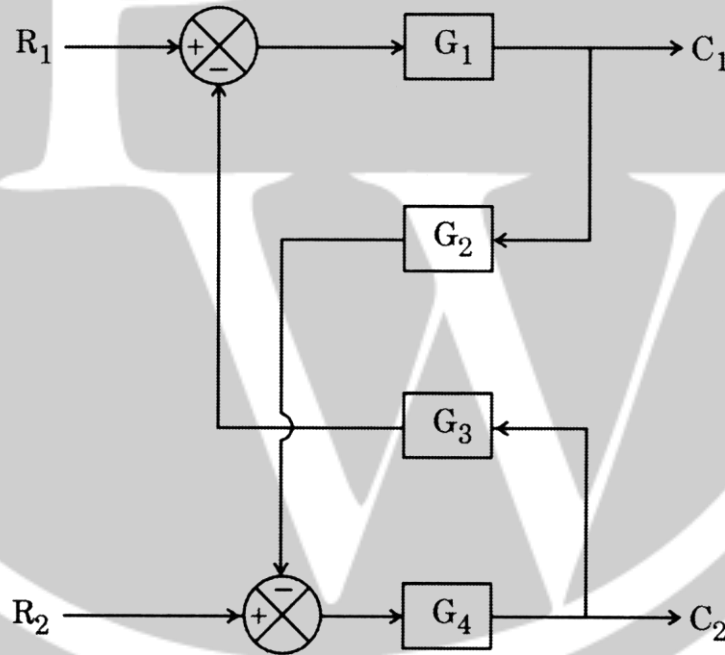 R₁ + − G₁ C₁
G₂
G₃
−
R₂ + G₄ C₂